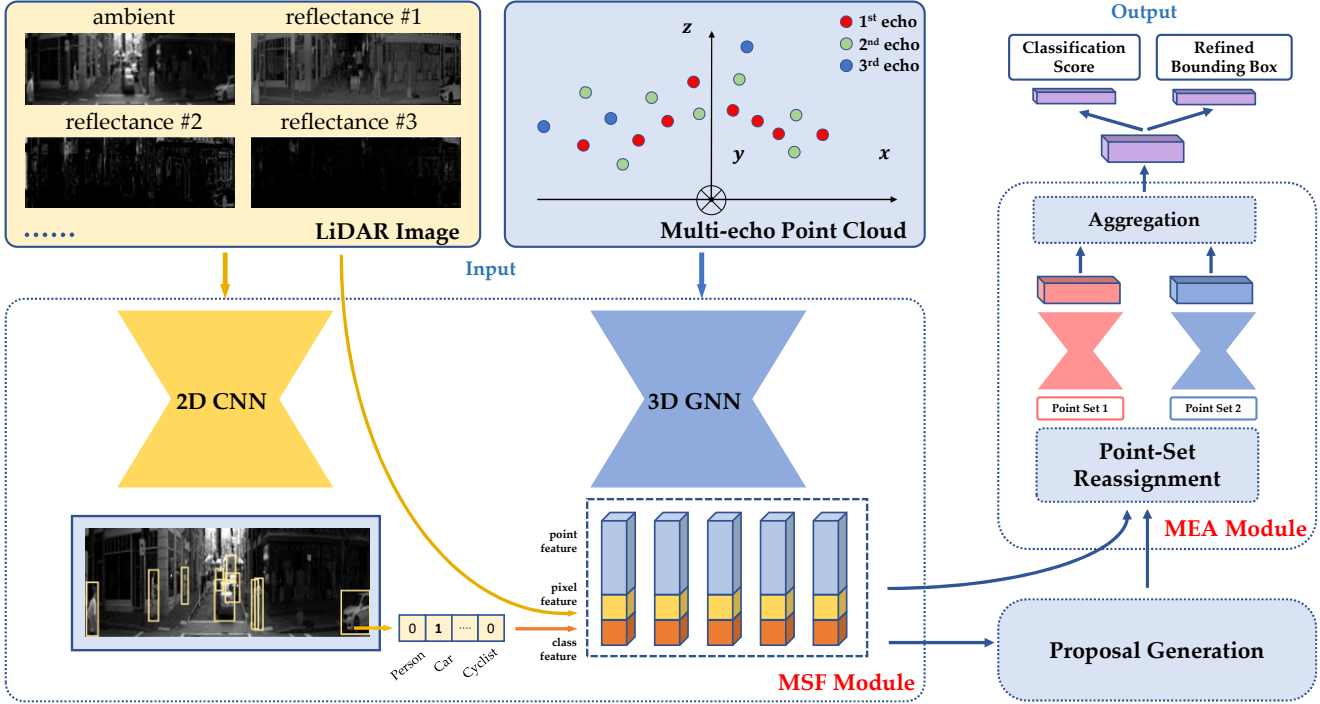 ambient
reflectance #1
reflectance #2
reflectance #3
......
LiDAR Image
z
y
x
1st echo
2nd echo
3rd echo
Multi-echo Point Cloud
Input
2D CNN
3D GNN
point
feature
pixel
feature
class
feature
0 1 .... 0
Person
Car
Cyclist
MSF Module
Output
Classification
Score
Refined
Bounding Box
Aggregation
Point Set 1
Point Set 2
Point-Set
Reassignment
MEA Module
Proposal Generation